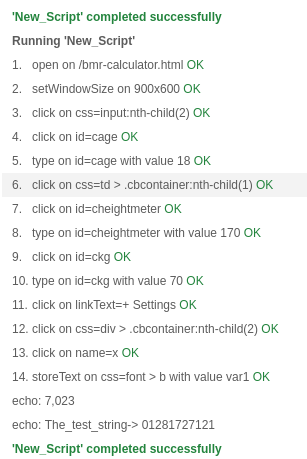 'New_Script' completed successfully
Running 'New_Script'
1. open on /bmr-calculator.html OK
2. setWindowSize on 900x600 OK
3. click on css=input:nth-child(2) OK
4. click on id=cage OK
5. type on id=cage with value 18 OK
6. click on css=td > .cbcontainer:nth-child(1) OK
7. click on id=cheightmeter OK
8. type on id=cheightmeter with value 170 OK
9. click on id=ckg OK
10. type on id=ckg with value 70 OK
11. click on linkText=+ Settings OK
12. click on css=div > .cbcontainer:nth-child(2) OK
13. click on name=x OK
14. storeText on css=font > b with value var1 OK
echo: 7,023
echo: The_test_string-> 01281727121
'New_Script' completed successfully